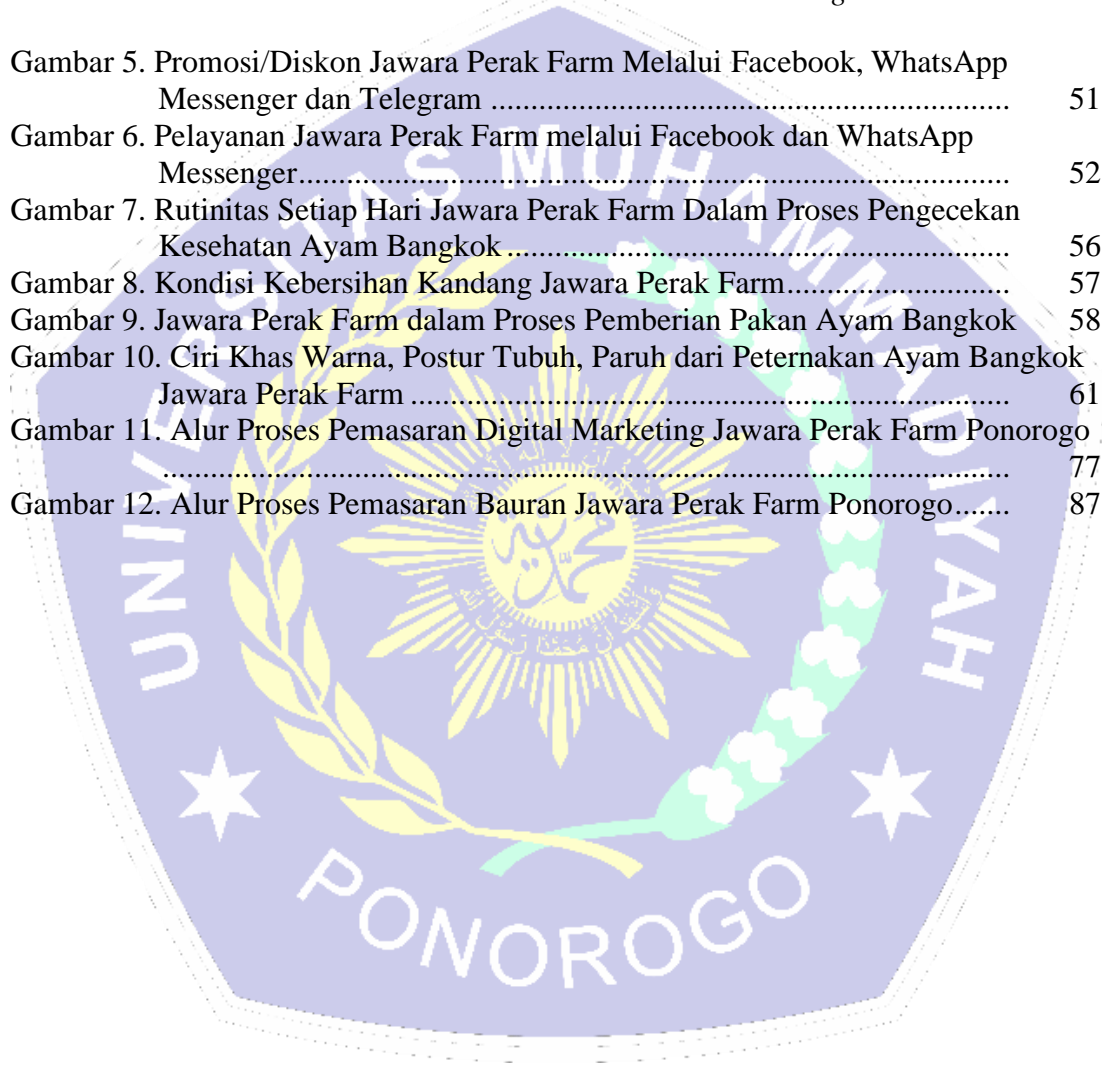 Gambar 5. Promosi/Diskon Jawara Perak Farm Melalui Facebook, WhatsApp
Messenger dan Telegram ....................................................... 51
Gambar 6. Pelayanan Jawara Perak Farm melalui Facebook dan WhatsApp
Messenger........................................................................... 52
Gambar 7. Rutinitas Setiap Hari Jawara Perak Farm Dalam Proses Pengecekan
Kesehatan Ayam Bangkok ..................................................... 56
Gambar 8. Kondisi Kebersihan Kandang Jawara Perak Farm........................ 57
Gambar 9. Jawara Perak Farm dalam Proses Pemberian Pakan Ayam Bangkok 58
Gambar 10. Ciri Khas Warna, Postur Tubuh, Paruh dari Peternakan Ayam Bangkok
Jawara Perak Farm ............................................................... 61
Gambar 11. Alur Proses Pemasaran Digital Marketing Jawara Perak Farm Ponorogo
.......................................................................................... 77
Gambar 12. Alur Proses Pemasaran Bauran Jawara Perak Farm Ponorogo....... 87
UNIVERSITAS MUHAMMADIYAH
PONOROGO